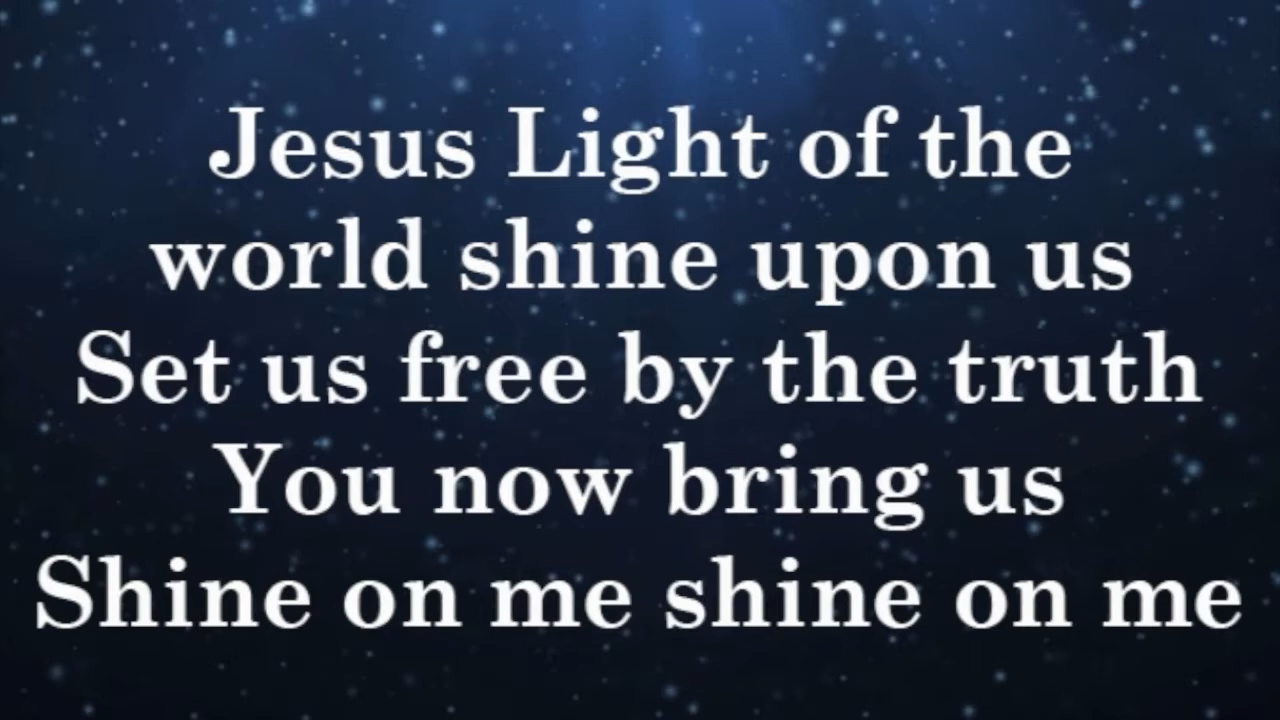 Jesus Light of the
world shine upon us
Set us free by the truth
You now bring us
Shine on me shine on me